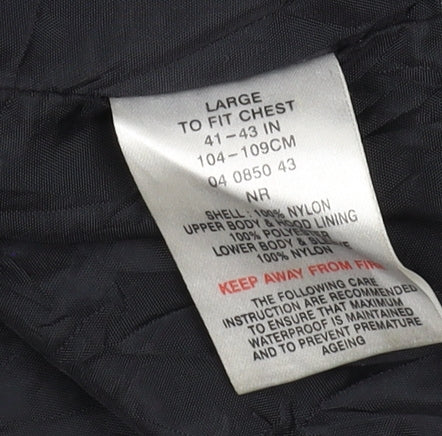 LARGE
TO FIT CHEST
41-43 IN
104-109CM
04 0850 43
NR
SHELL: 100% NYLON
UPPER BODY & HOOD LINING
100% POLYESTER
LOWER BODY &
100% NYLON
KEEP AWAY FROM FIRE
THE FOLLOWING CARE
INSTRUCTION ARE RECOMMENDED
TO ENSURE THAT MAXIMUM
WATERPROOF IS MAINTAINED
AND TO PREVENT PREMATURE
AGEING